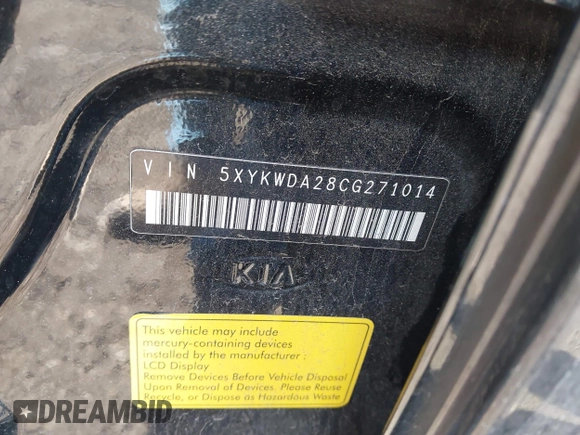 VIN 5XYKWDA28CG271014
KIA
This vehicle may include
mercury-containing devices
installed by the manufacturer :
LCD Display
Remove Devices Before Vehicle Disposal
Upon Removal of Devices. Please Reuse
Recycle, or Dispose as Hazardous Waste
DREAMBID